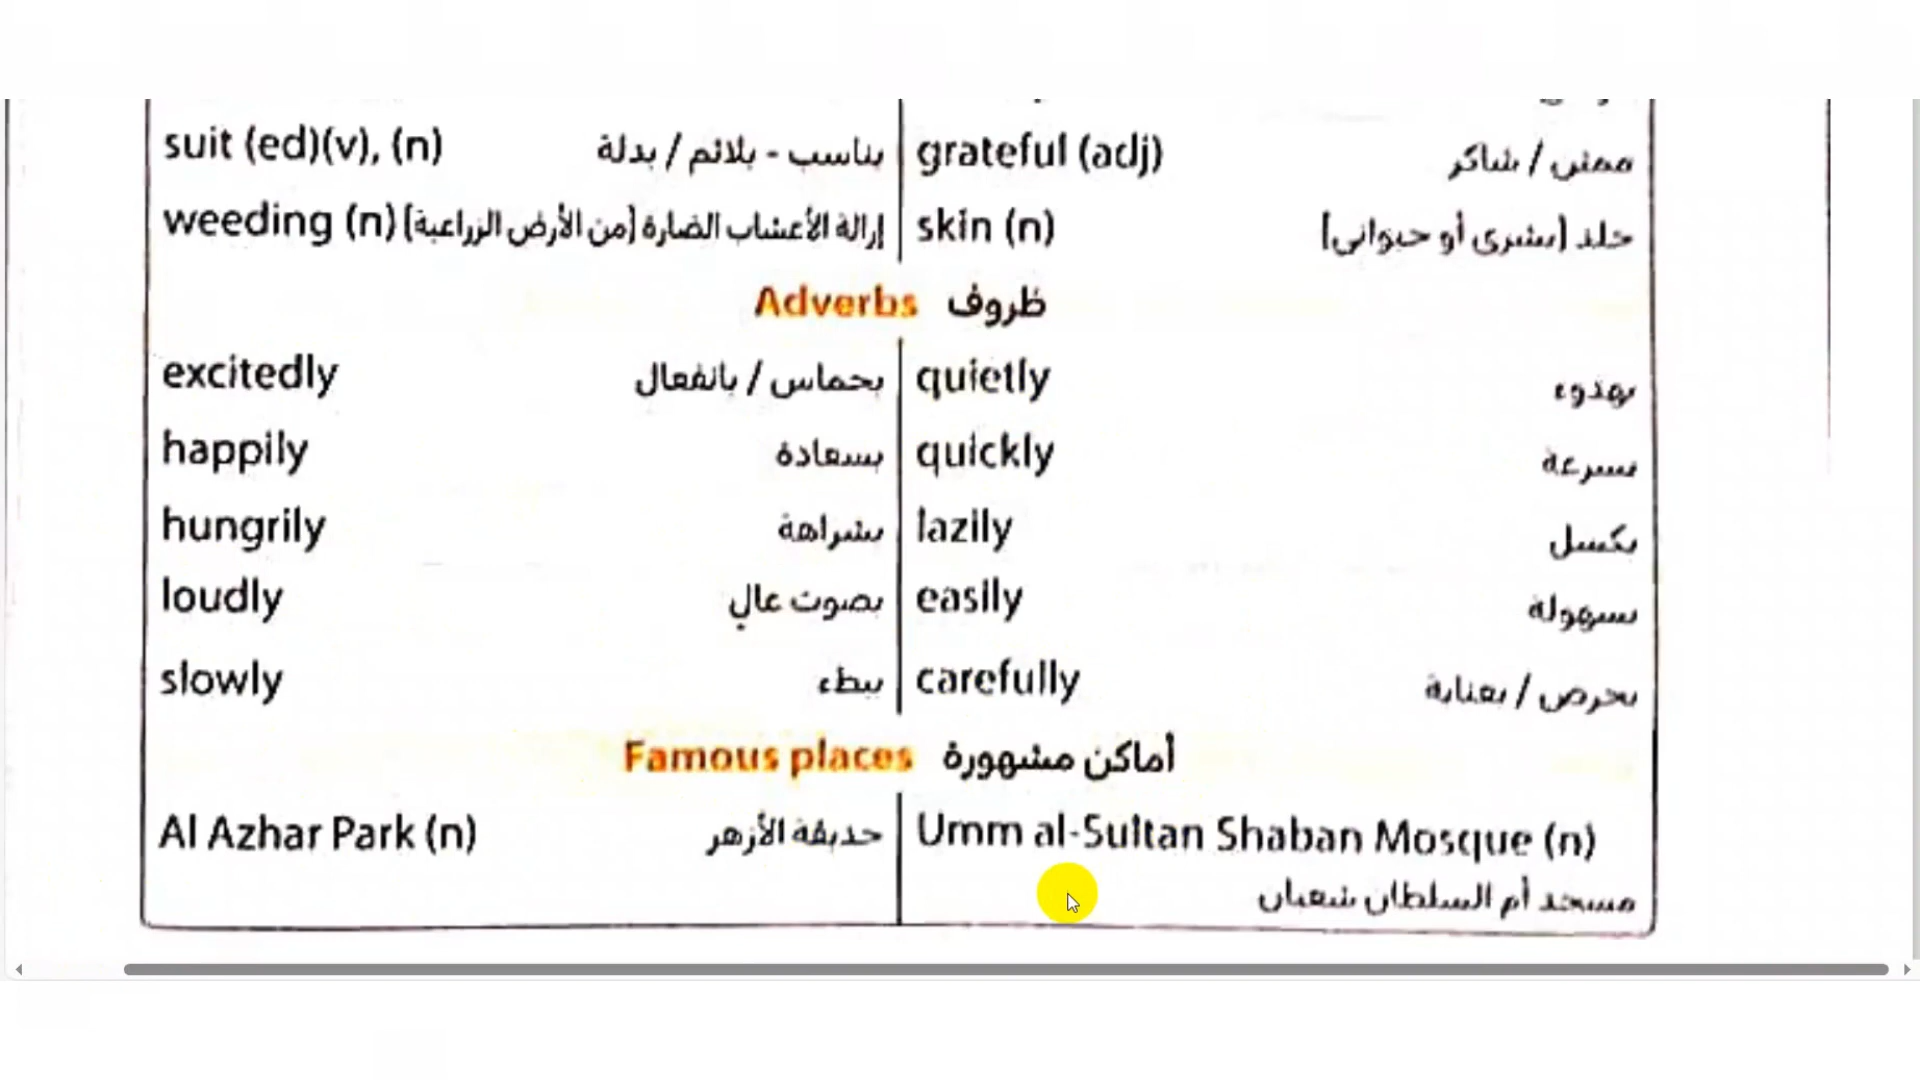 suit (ed)(v), (n) يناسب - يلائم / بدلة
grateful (adj) ممتن / شاكر
weeding (n) إزالة الأعشاب الضارة [من الأرض الزراعية]
skin (n) جلد [بشرى أو حيوانى]
Adverbs ظروف
excitedly بحماس / بانفعال
quietly بهدوء
happily بسعادة
quickly بسرعة
hungrily بشراهة
lazily بكسل
loudly بصوت عالٍ
easily بسهولة
slowly ببطء
carefully بحرص / بعناية
Famous places أماكن مشهورة
Al Azhar Park (n) حديقة الأزهر
Umm al-Sultan Shaban Mosque (n)
مسجد أم السلطان شعبان